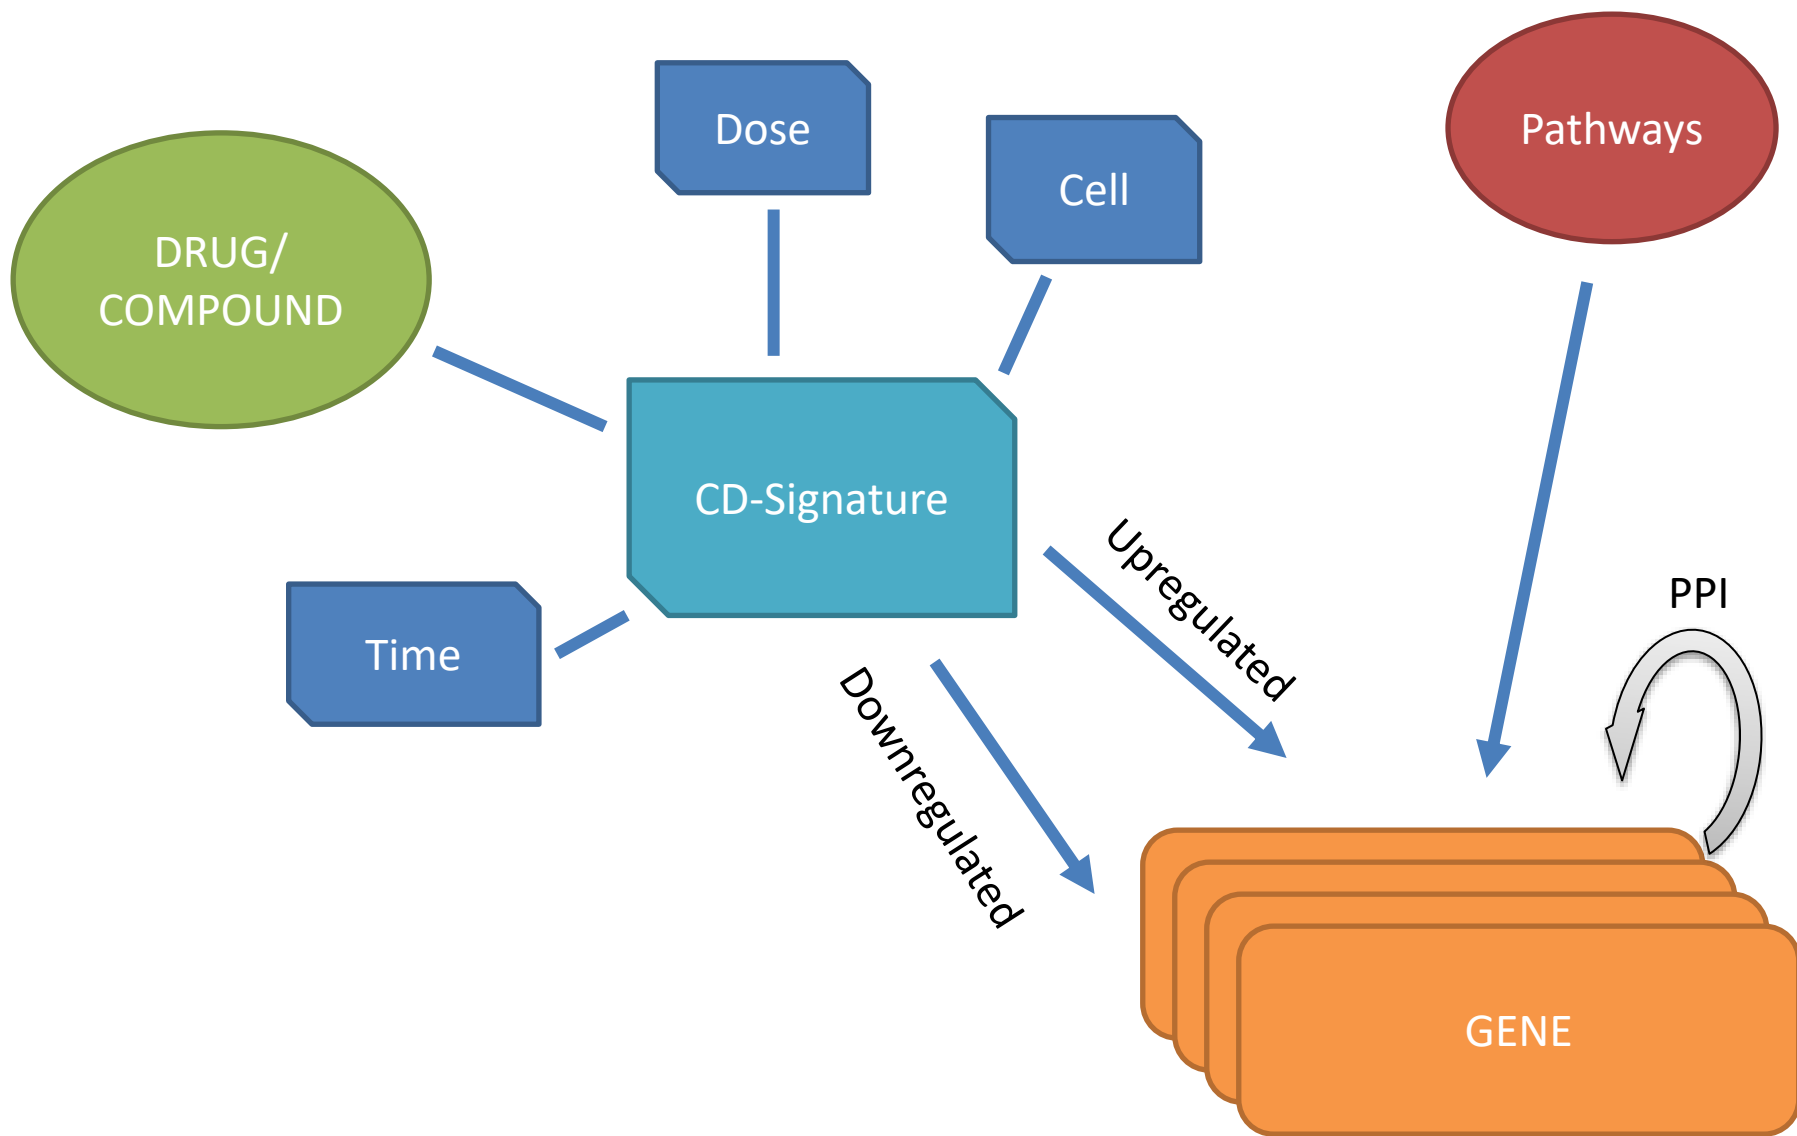 Dose
Pathways
Cell
DRUG/
COMPOUND
CD-Signature
Upregulated
PPI
Time
Downregulated
GENE